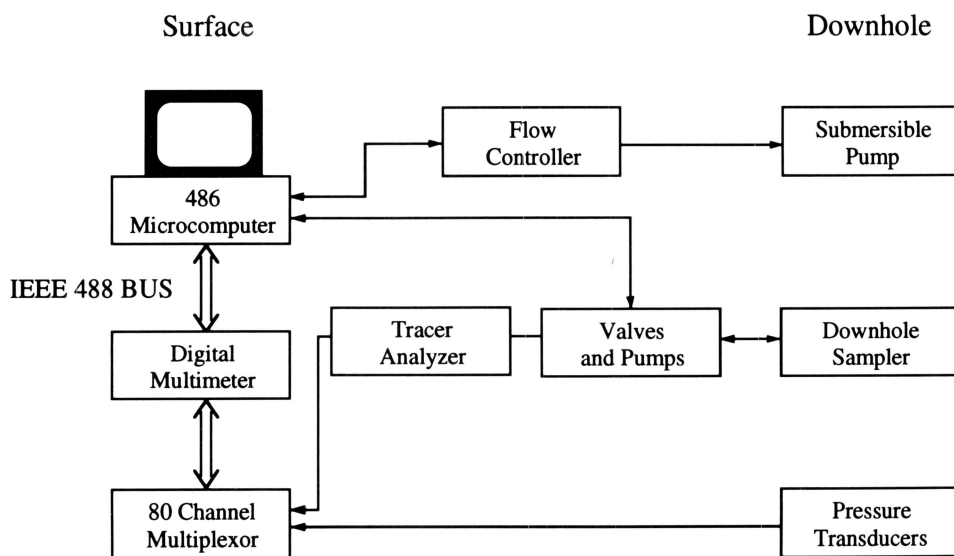 Surface
Downhole
Flow
Controller
Submersible
Pump
486
Microcomputer
IEEE 488 BUS
Tracer
Analyzer
Valves
and Pumps
Downhole
Sampler
Digital
Multimeter
80 Channel
Multiplexor
Pressure
Transducers